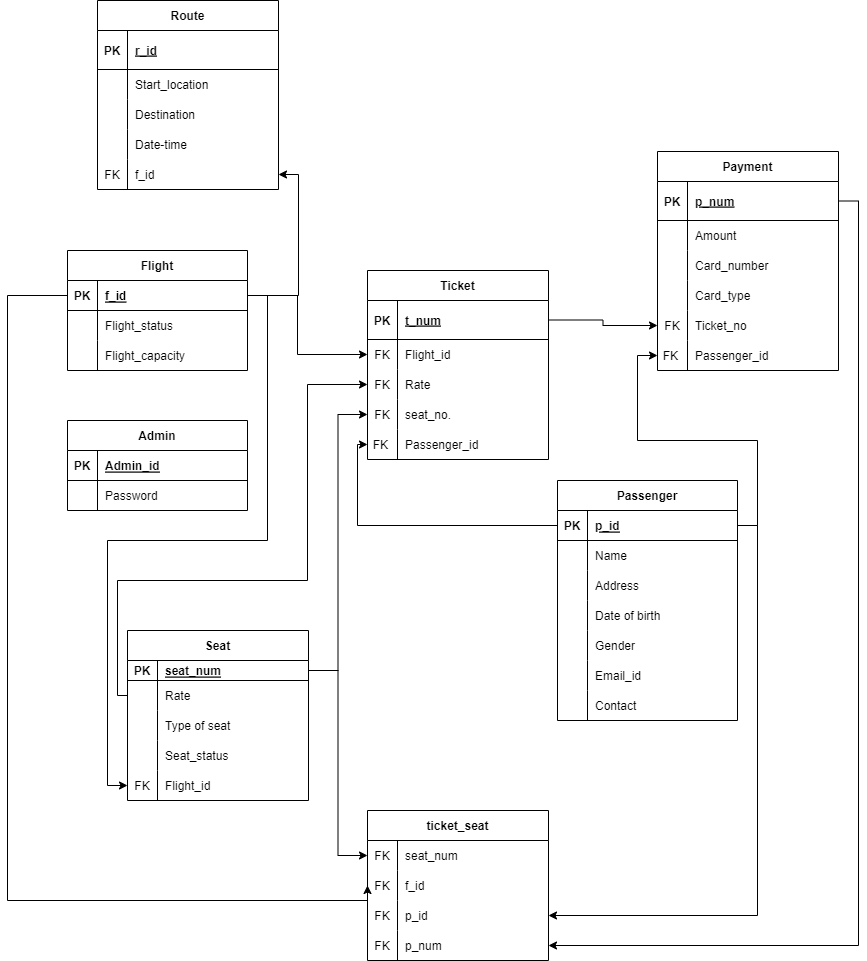 Route
PK r_id
Start_location
Destination
Date-time
FK f_id
Payment
PK p_num
Amount
Card_number
Card_type
FK Ticket_no
FK Passenger_id
Flight
PK f_id
Flight_status
Flight_capacity
Ticket
PK t_num
FK Flight_id
FK Rate
FK seat_no.
FK Passenger_id
Admin
PK Admin_id
Password
Passenger
PK p_id
Name
Address
Date of birth
Gender
Email_id
Contact
Seat
PK seat_num
Rate
Type of seat
Seat_status
FK Flight_id
ticket_seat
FK seat_num
FK f_id
FK p_id
FK p_num